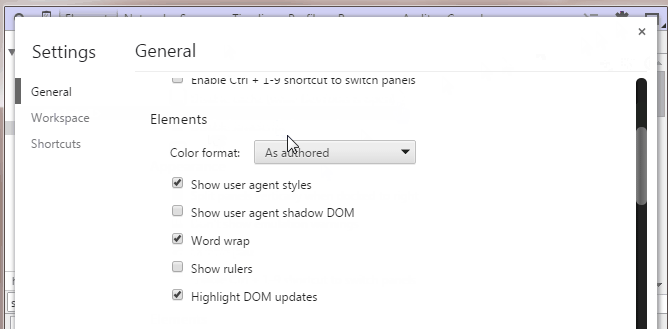 Settings
General
General
Workspace
Shortcuts
Enable Ctrl + 1-9 shortcut to switch panels
Elements
Color format: As authored
Show user agent styles
Show user agent shadow DOM
Word wrap
Show rulers
Highlight DOM updates